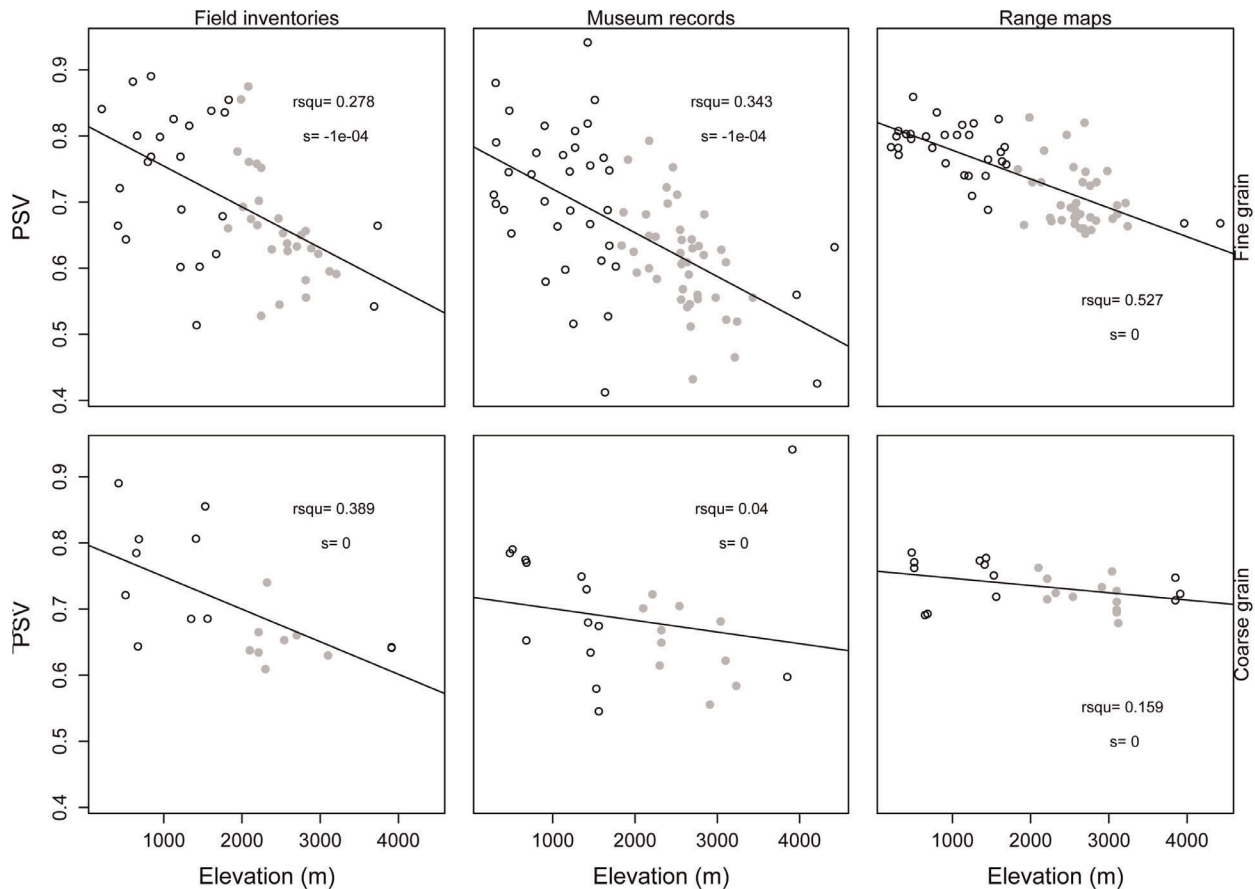 Field inventories
Museum records
Range maps
PSV
0.9
0.8
0.7
0.6
0.5
0.4
rsqu= 0.278
s= -1e-04
rsqu= 0.343
s= -1e-04
rsqu= 0.527
s= 0
Fine grain
PSV
0.9
0.8
0.7
0.6
0.5
0.4
rsqu= 0.389
s= 0
rsqu= 0.04
s= 0
rsqu= 0.159
s= 0
Coarse grain
1000 2000 3000 4000
1000 2000 3000 4000
1000 2000 3000 4000
Elevation (m)
Elevation (m)
Elevation (m)